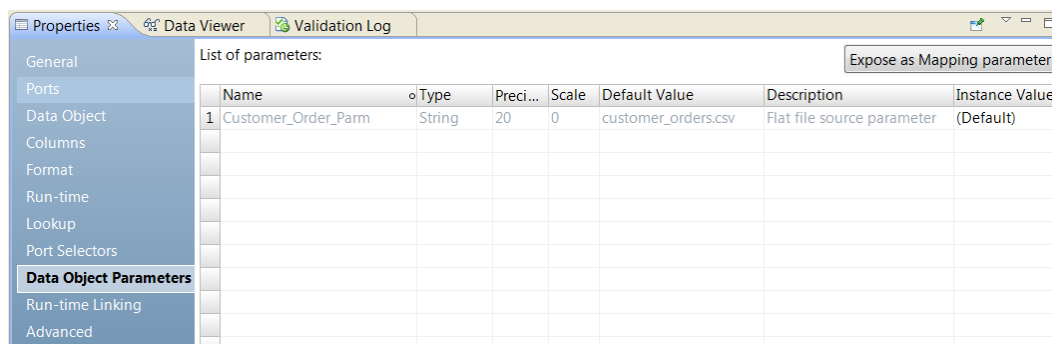 Properties Data Viewer Validation Log
List of parameters:
Expose as Mapping parameter
General
Ports
Data Object
Columns
Format
Run-time
Lookup
Port Selectors
Data Object Parameters
Run-time Linking
Advanced
Name Type Preci... Scale Default Value Description Instance Value
1 Customer_Order_Parm String 20 0 customer_orders.csv Flat file source parameter (Default)